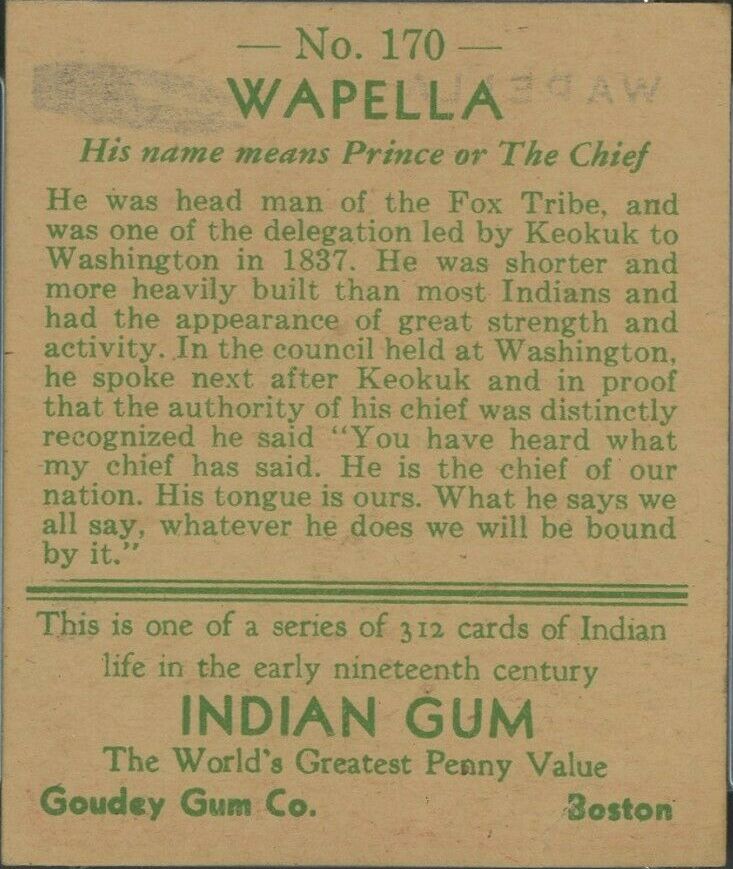 — No. 170 —
WAPELLA
His name means Prince or The Chief
He was head man of the Fox Tribe, and
was one of the delegation led by Keokuk to
Washington in 1837. He was shorter and
more heavily built than most Indians and
had the appearance of great strength and
activity. In the council held at Washington,
he spoke next after Keokuk and in proof
that the authority of his chief was distinctly
recognized he said "You have heard what
my chief has said. He is the chief of our
nation. His tongue is ours. What he says we
all say, whatever he does we will be bound
by it."
This is one of a series of 312 cards of Indian
life in the early nineteenth century
INDIAN GUM
The World's Greatest Penny Value
Goudey Gum Co. Boston